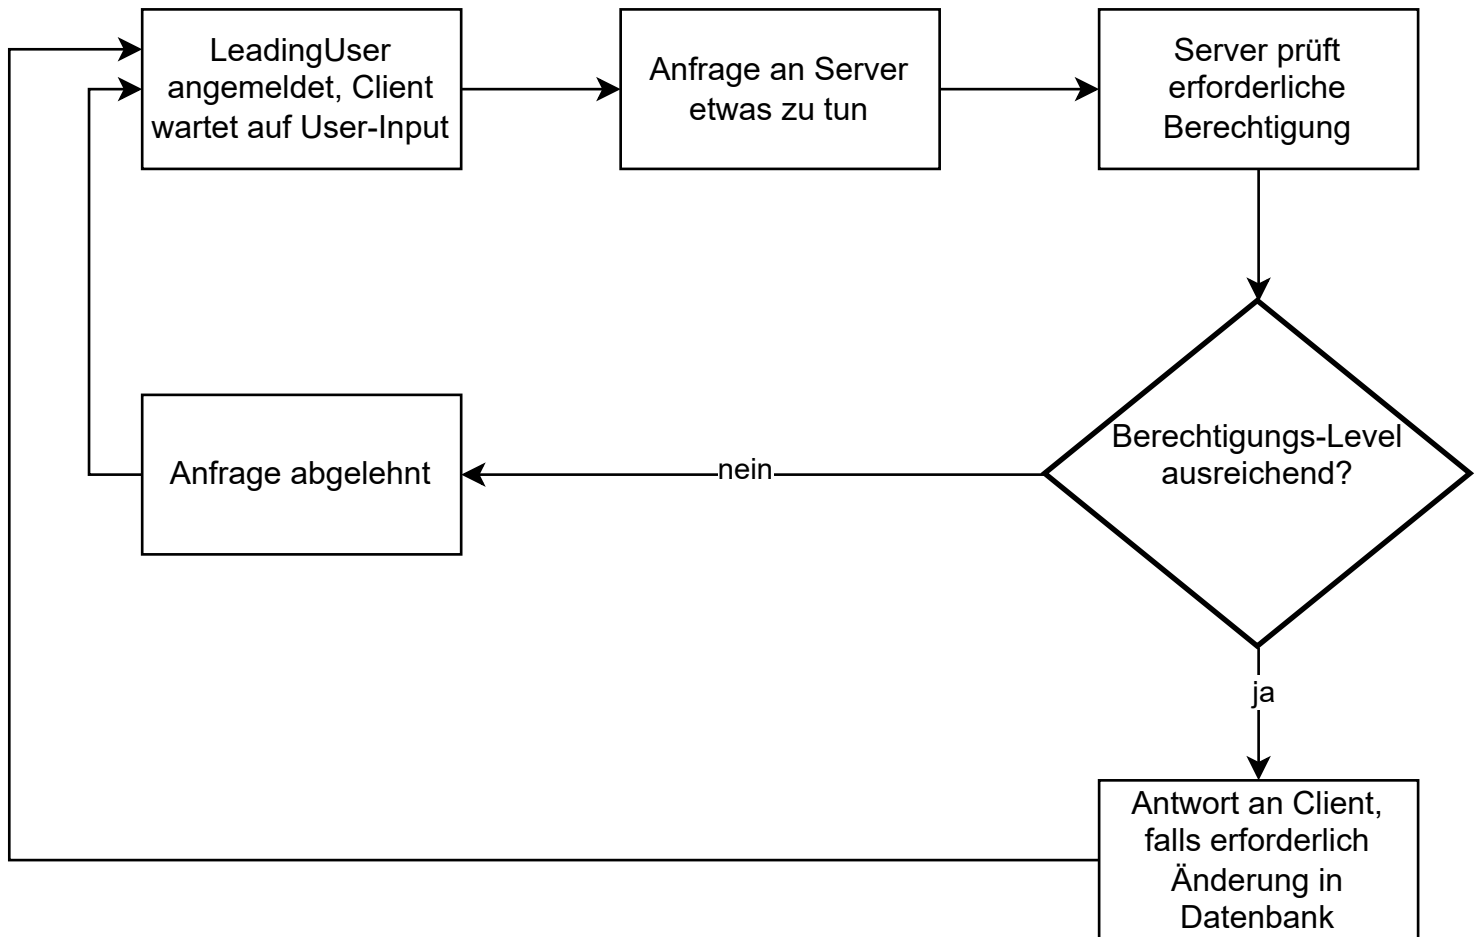 LeadingUser
angemeldet, Client
wartet auf User-Input
Anfrage an Server
etwas zu tun
Server prüft
erforderliche
Berechtigung
Berechtigungs-Level
ausreichend?
nein
Anfrage abgelehnt
ja
Antwort an Client,
falls erforderlich
Änderung in
Datenbank